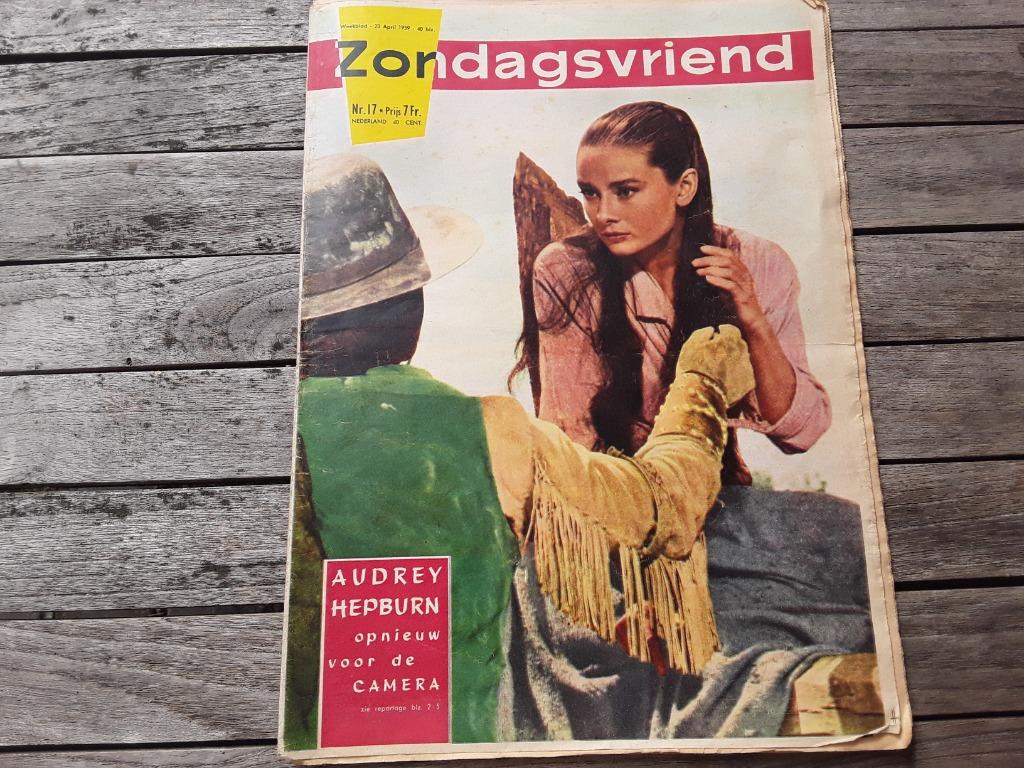 Weekblad - 23 April 1959 - 40 blz.
Zondagsvriend
Nr. 17 • Prijs 7 Fr.
NEDERLAND 40 CENT.
AUDREY
HEPBURN
opnieuw
voor de
CAMERA
zie reportage blz. 2-5